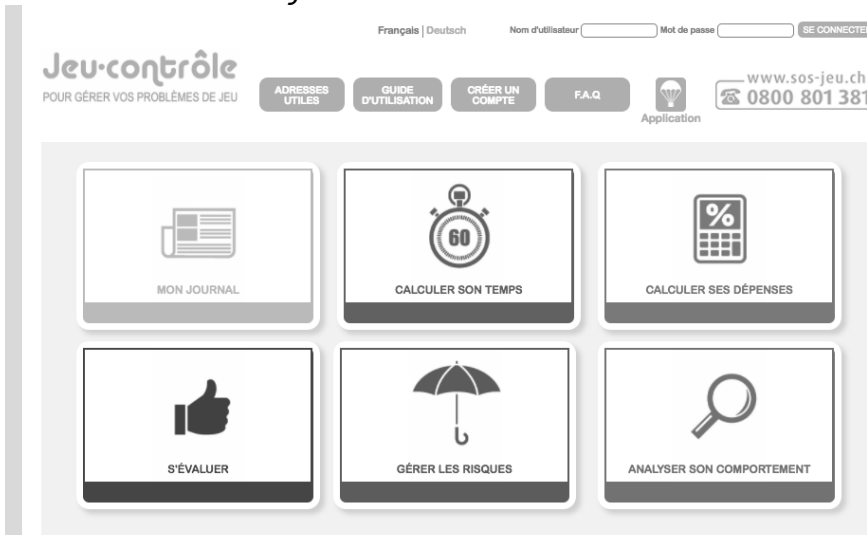 Français | Deutsch Nom d'utilisateur Mot de passe SE CONNECTER
Jeu·contrôle
POUR GÉRER VOS PROBLÈMES DE JEU
ADRESSES UTILES
GUIDE D'UTILISATION
CRÉER UN COMPTE
F.A.Q
Application
www.sos-jeu.ch
0800 801 381
MON JOURNAL
60
CALCULER SON TEMPS
%
CALCULER SES DÉPENSES
S'ÉVALUER
GÉRER LES RISQUES
ANALYSER SON COMPORTEMENT